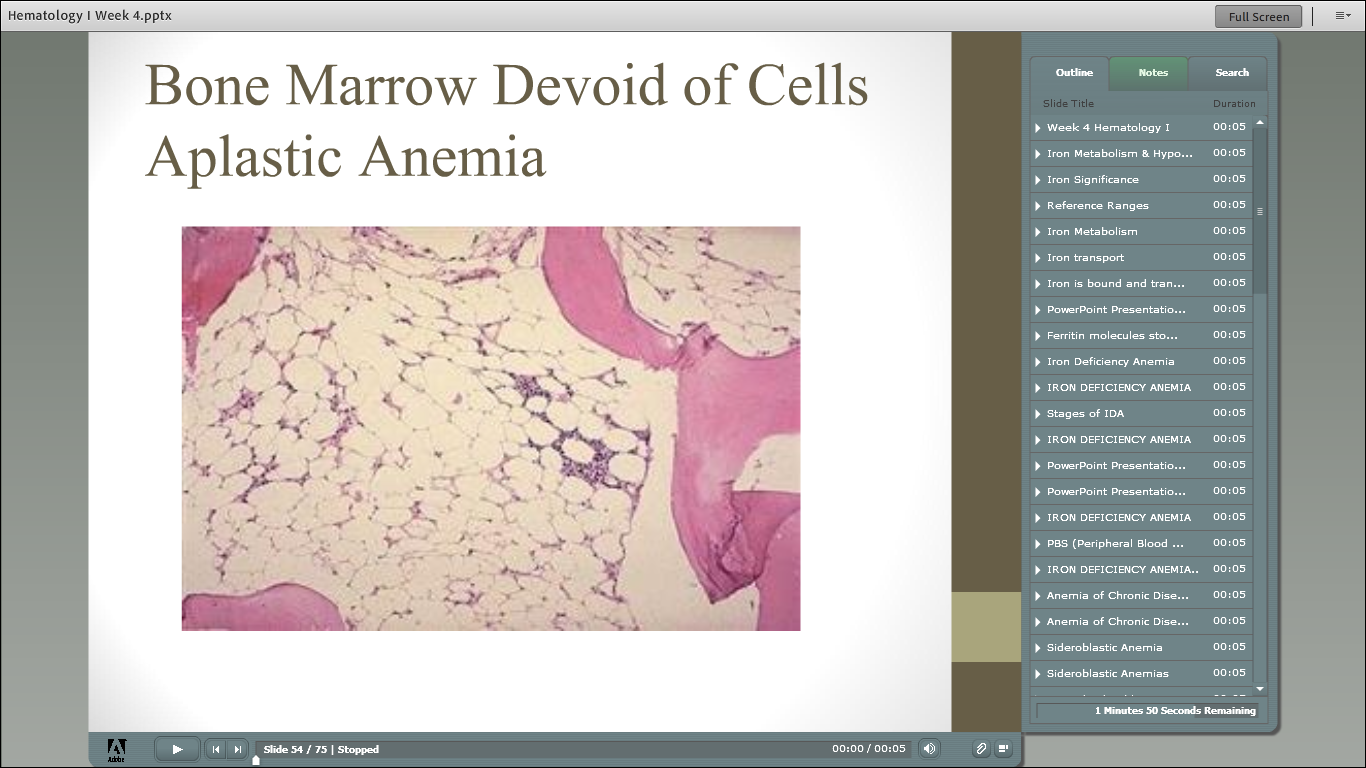 Hematology I Week 4.pptx
Full Screen
Bone Marrow Devoid of Cells
Aplastic Anemia
Outline Notes Search
Slide Title Duration
Week 4 Hematology I 00:05
Iron Metabolism & Hypo... 00:05
Iron Significance 00:05
Reference Ranges 00:05
Iron Metabolism 00:05
Iron transport 00:05
Iron is bound and tran... 00:05
PowerPoint Presentatio... 00:05
Ferritin molecules sto... 00:05
Iron Deficiency Anemia 00:05
IRON DEFICIENCY ANEMIA 00:05
Stages of IDA 00:05
IRON DEFICIENCY ANEMIA 00:05
PowerPoint Presentatio... 00:05
PowerPoint Presentatio... 00:05
IRON DEFICIENCY ANEMIA 00:05
PBS (Peripheral Blood ... 00:05
IRON DEFICIENCY ANEMIA.. 00:05
Anemia of Chronic Dise... 00:05
Anemia of Chronic Dise... 00:05
Sideroblastic Anemia 00:05
Sideroblastic Anemias 00:05
1 Minutes 50 Seconds Remaining
Adobe
Slide 54 / 75 | Stopped
00:00 / 00:05